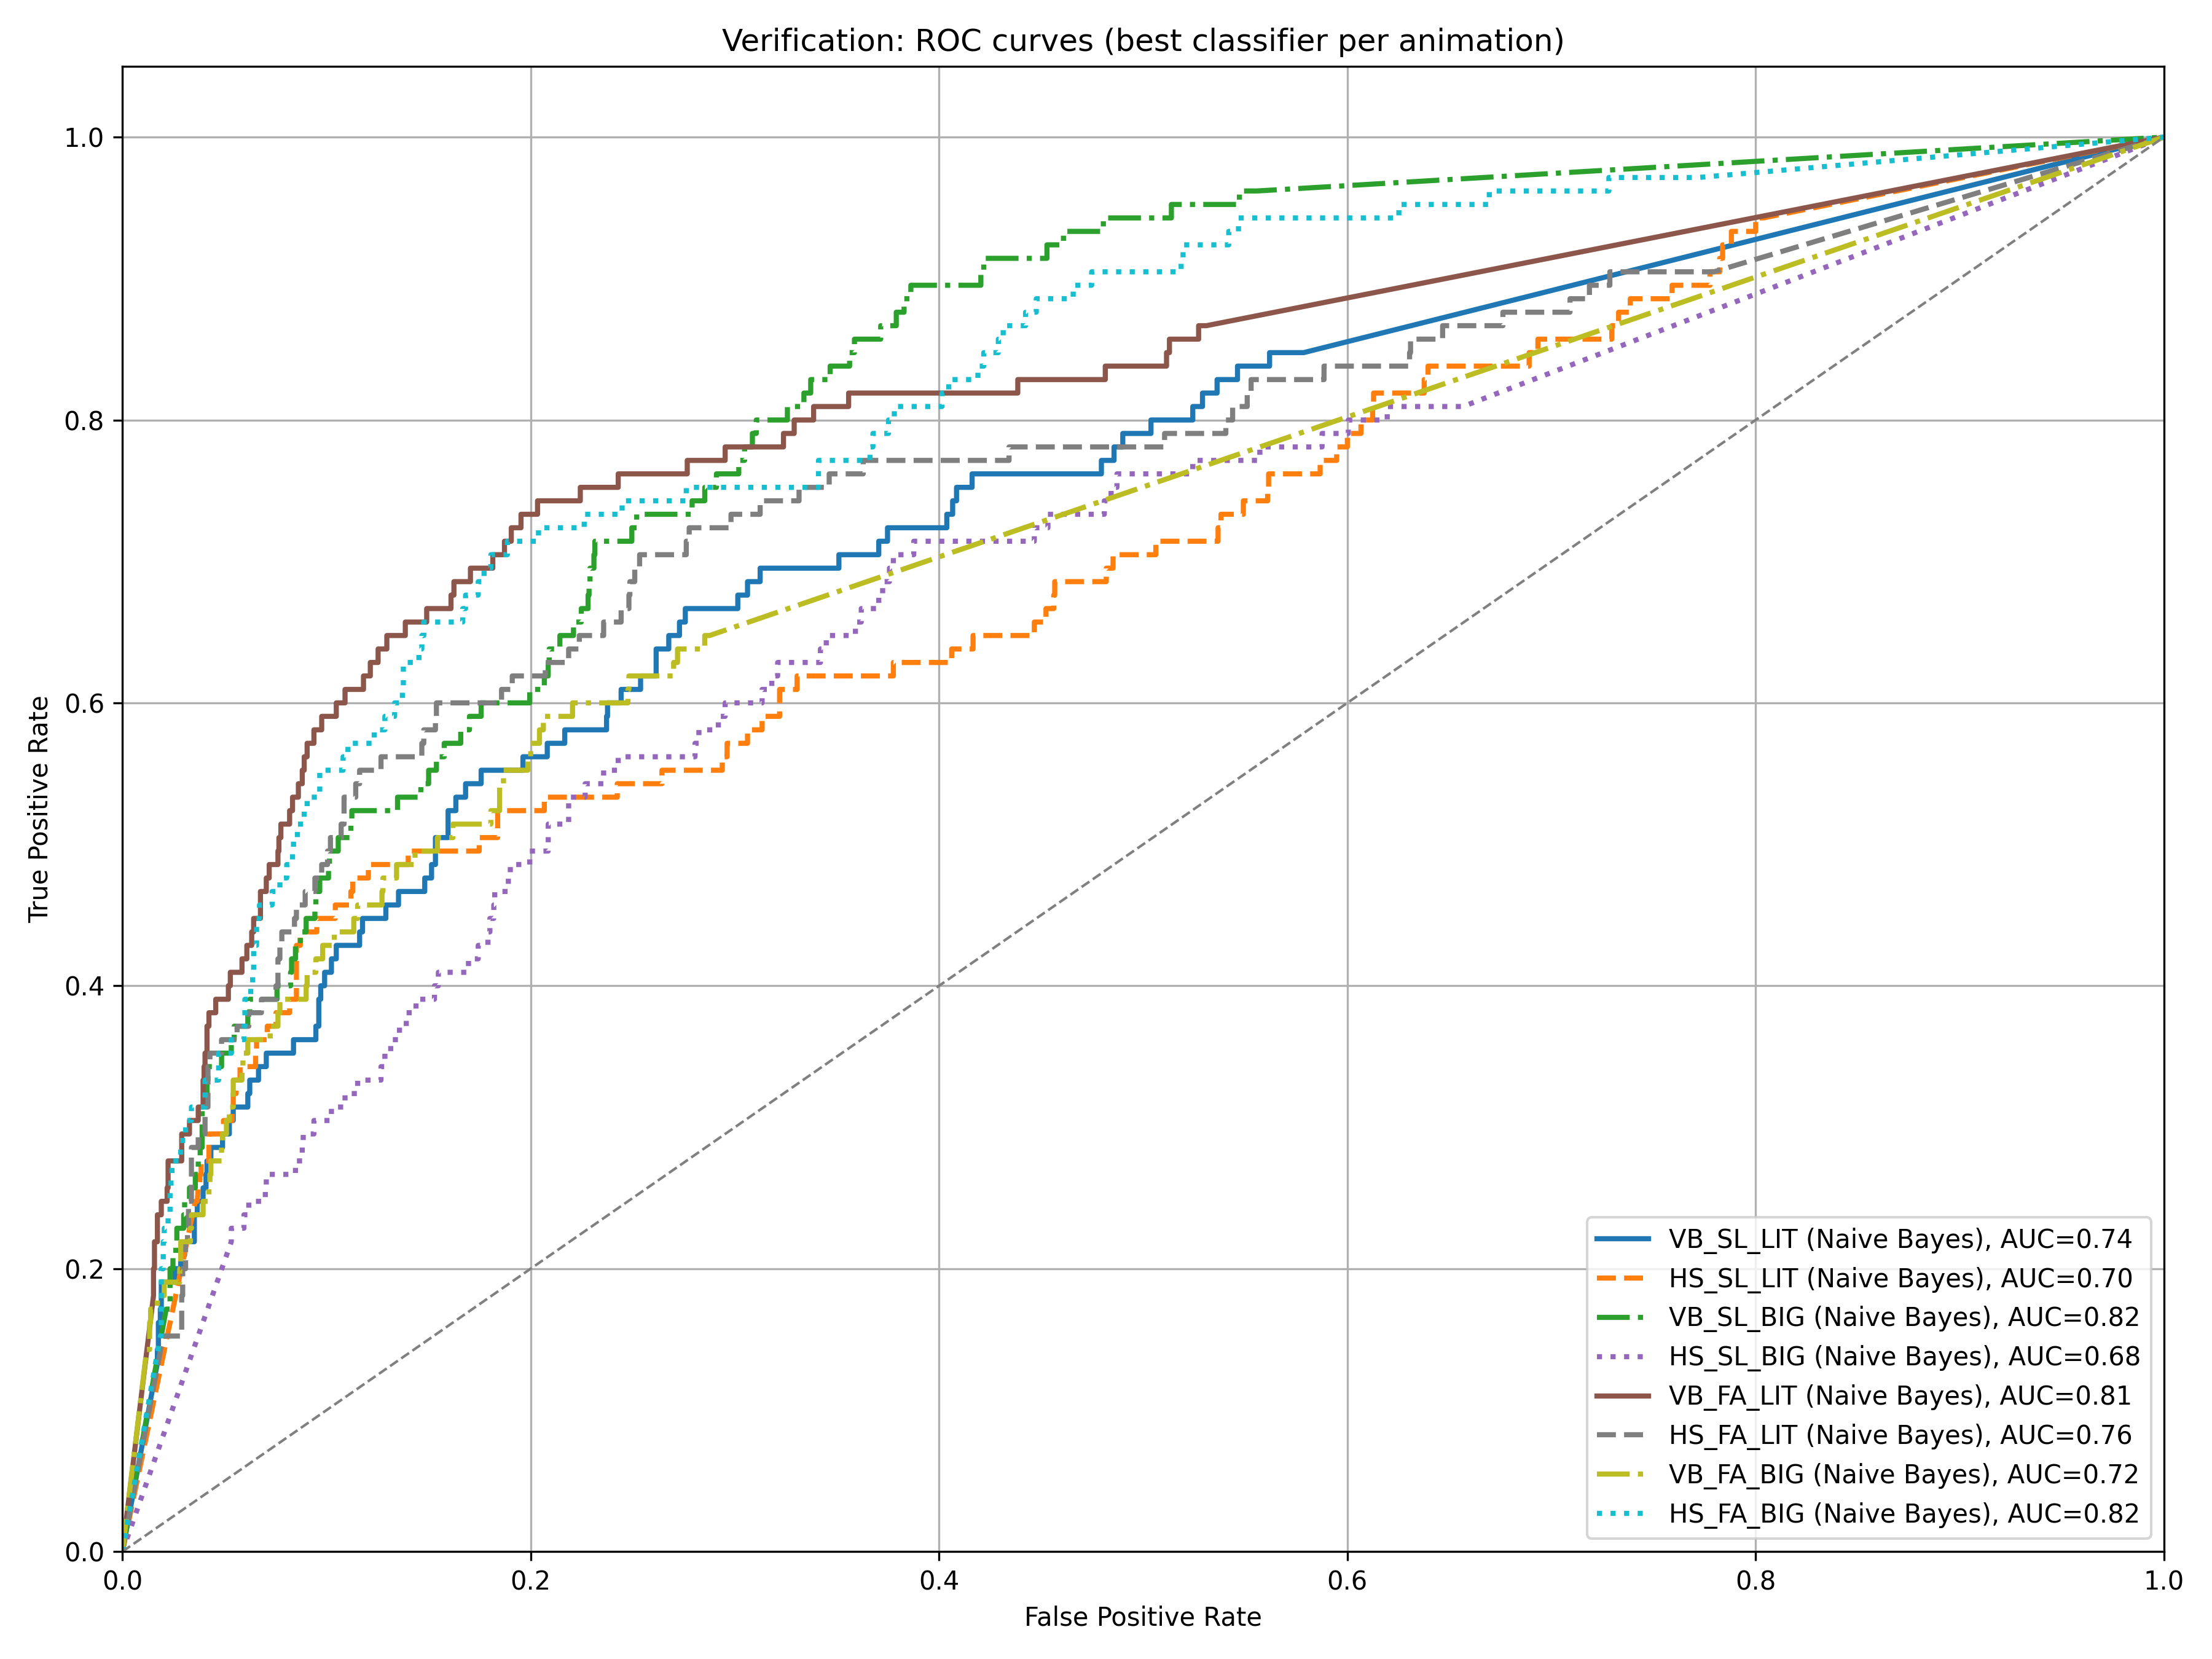 Verification: ROC curves (best classifier per animation)
1.0
0.8
0.6
0.4
0.2
0.0
True Positive Rate
0.0 0.2 0.4 0.6 0.8 1.0
False Positive Rate
VB_SL_LIT (Naive Bayes), AUC=0.74
HS_SL_LIT (Naive Bayes), AUC=0.70
VB_SL_BIG (Naive Bayes), AUC=0.82
HS_SL_BIG (Naive Bayes), AUC=0.68
VB_FA_LIT (Naive Bayes), AUC=0.81
HS_FA_LIT (Naive Bayes), AUC=0.76
VB_FA_BIG (Naive Bayes), AUC=0.72
HS_FA_BIG (Naive Bayes), AUC=0.82